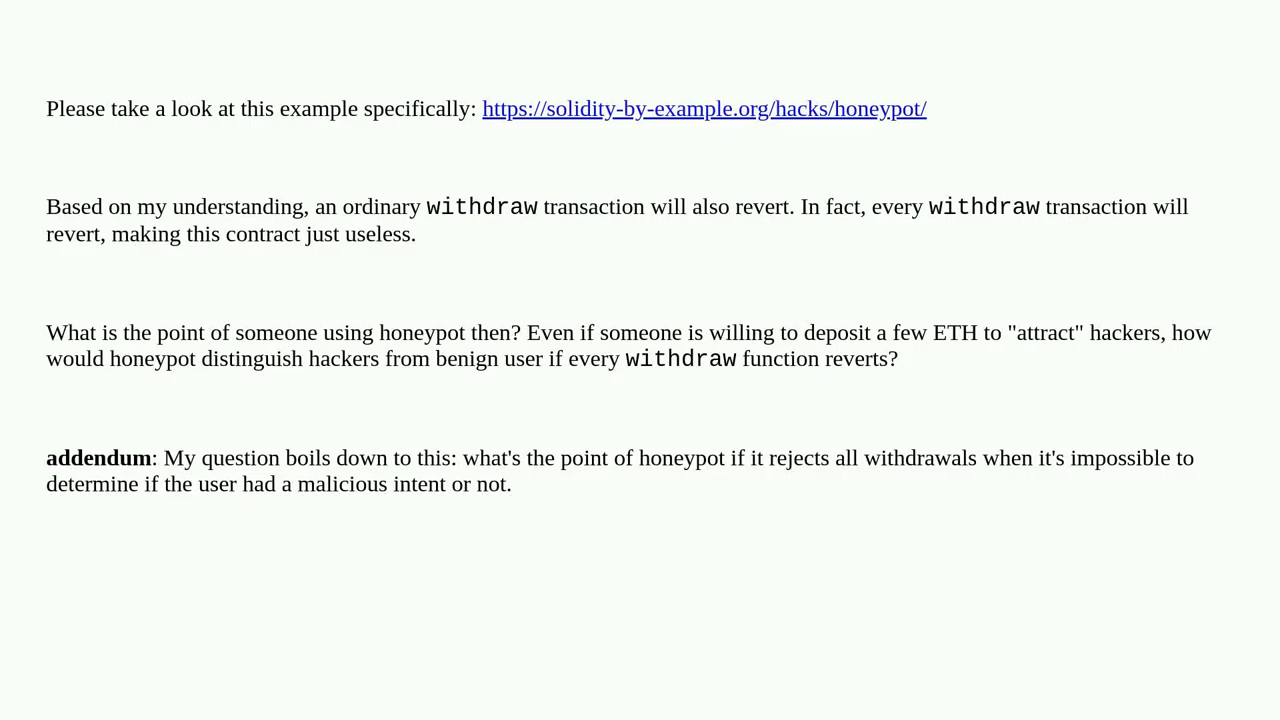 Please take a look at this example specifically: https://solidity-by-example.org/hacks/honeypot/
Based on my understanding, an ordinary withdraw transaction will also revert. In fact, every withdraw transaction will
revert, making this contract just useless.
What is the point of someone using honeypot then? Even if someone is willing to deposit a few ETH to "attract" hackers, how
would honeypot distinguish hackers from benign user if every withdraw function reverts?
addendum: My question boils down to this: what's the point of honeypot if it rejects all withdrawals when it's impossible to
determine if the user had a malicious intent or not.